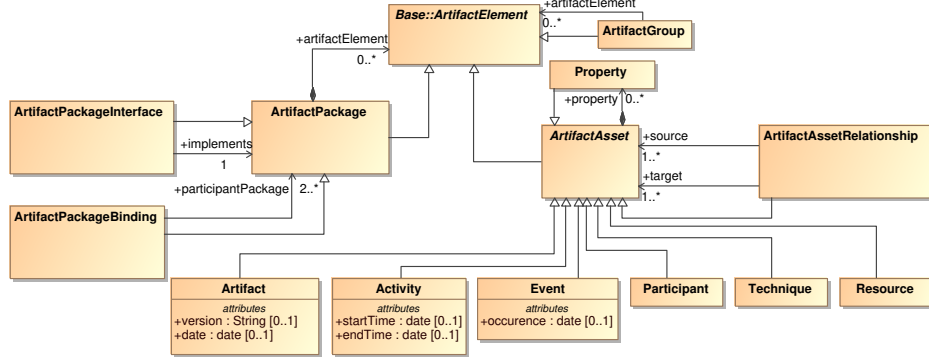 Base::ArtifactElement
+artifactElement
0..*
ArtifactGroup
+artifactElement
0..*
Property
+property 0..*
ArtifactPackageInterface
ArtifactPackage
+implements
1
ArtifactAsset
+source
1..*
+target
1..*
ArtifactAssetRelationship
+participantPackage 2..*
ArtifactPackageBinding
Artifact
attributes
+version : String [0..1]
+date : date [0..1]
Activity
attributes
+startTime : date [0..1]
+endTime : date [0..1]
Event
attributes
+occurence : date [0..1]
Participant
Technique
Resource